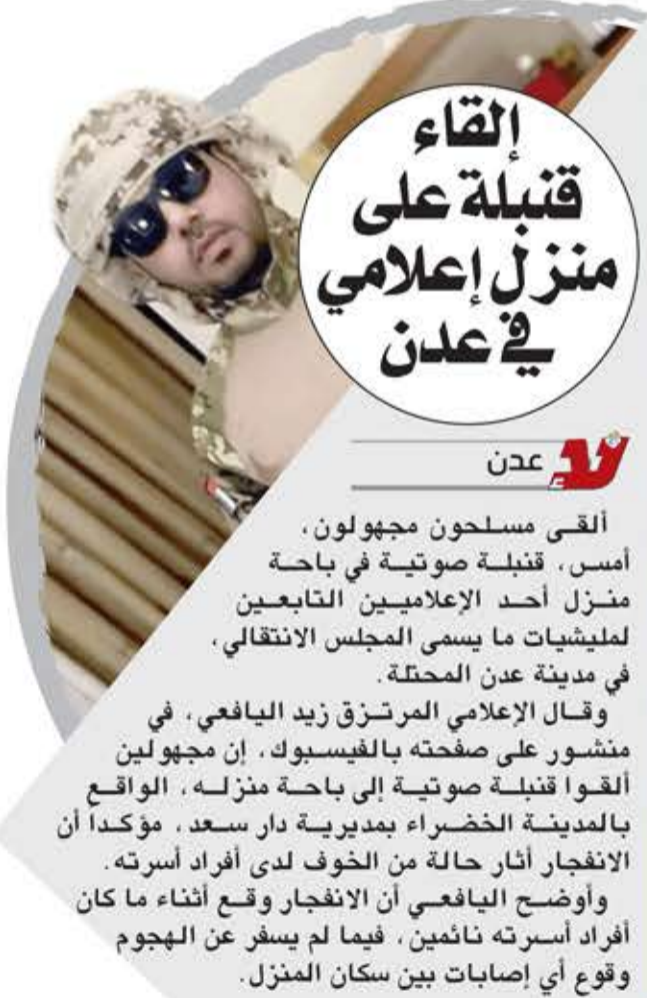 إلقاء
قنبلة على
منزل إعلامي
في عدن
عدن
ألقى مسلحون مجهولون،
أمس، قنبلة صوتية في باحة
منزل أحد الإعلاميين التابعين
لمليشيات ما يسمى المجلس الانتقالي،
في مدينة عدن المحتلة.
وقال الإعلامي المرتزق زيد اليافعي، في
منشور على صفحته بالفيسبوك، إن مجهولين
ألقوا قنبلة صوتية إلى باحة منزله، الواقع
بالمدينة الخضراء بمديرية دار سعد، مؤكداً أن
الانفجار أثار حالة من الخوف لدى أفراد أسرته.
وأوضح اليافعي أن الانفجار وقع أثناء ما كان
أفراد أسرته نائمين، فيما لم يسفر عن الهجوم
وقوع أي إصابات بين سكان المنزل.